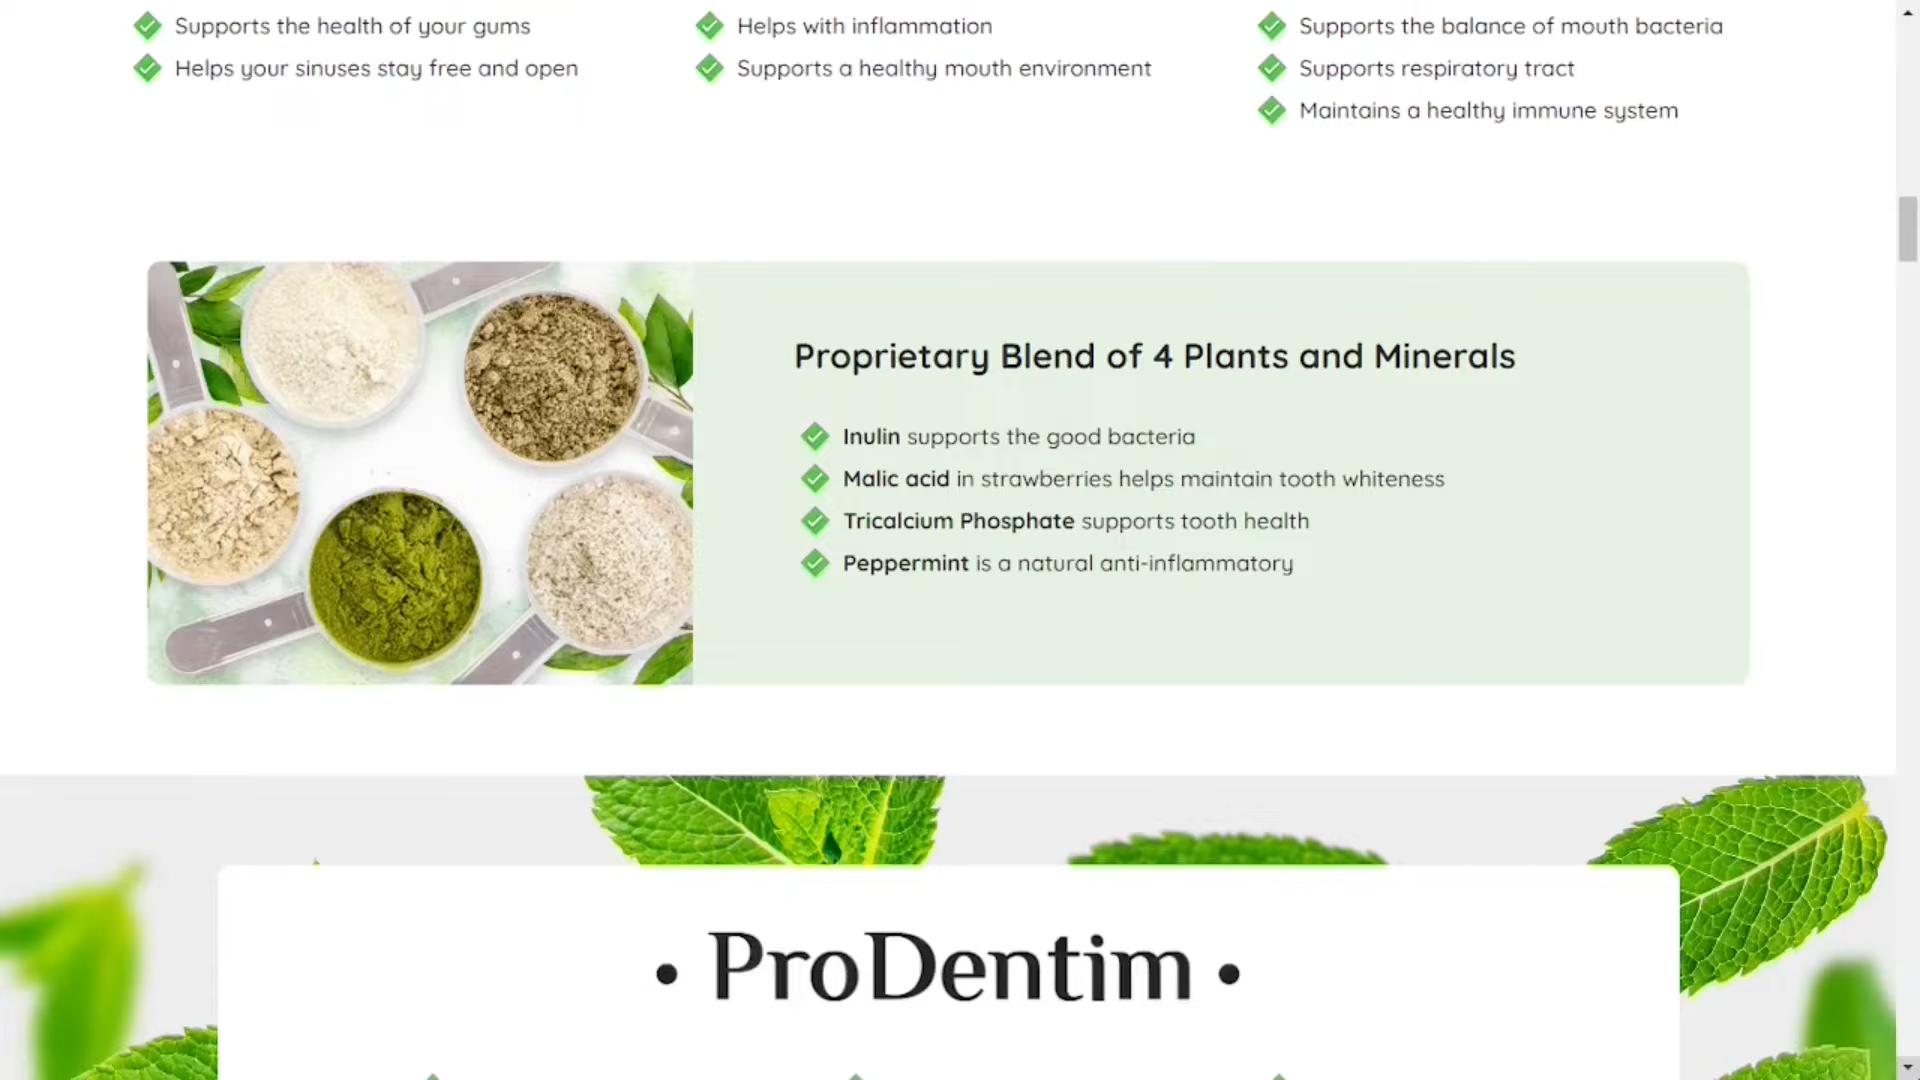 Supports the health of your gums
Helps your sinuses stay free and open
Helps with inflammation
Supports a healthy mouth environment
Supports the balance of mouth bacteria
Supports respiratory tract
Maintains a healthy immune system
Proprietary Blend of 4 Plants and Minerals
Inulin supports the good bacteria
Malic acid in strawberries helps maintain tooth whiteness
Tricalcium Phosphate supports tooth health
Peppermint is a natural anti-inflammatory
• ProDentim •